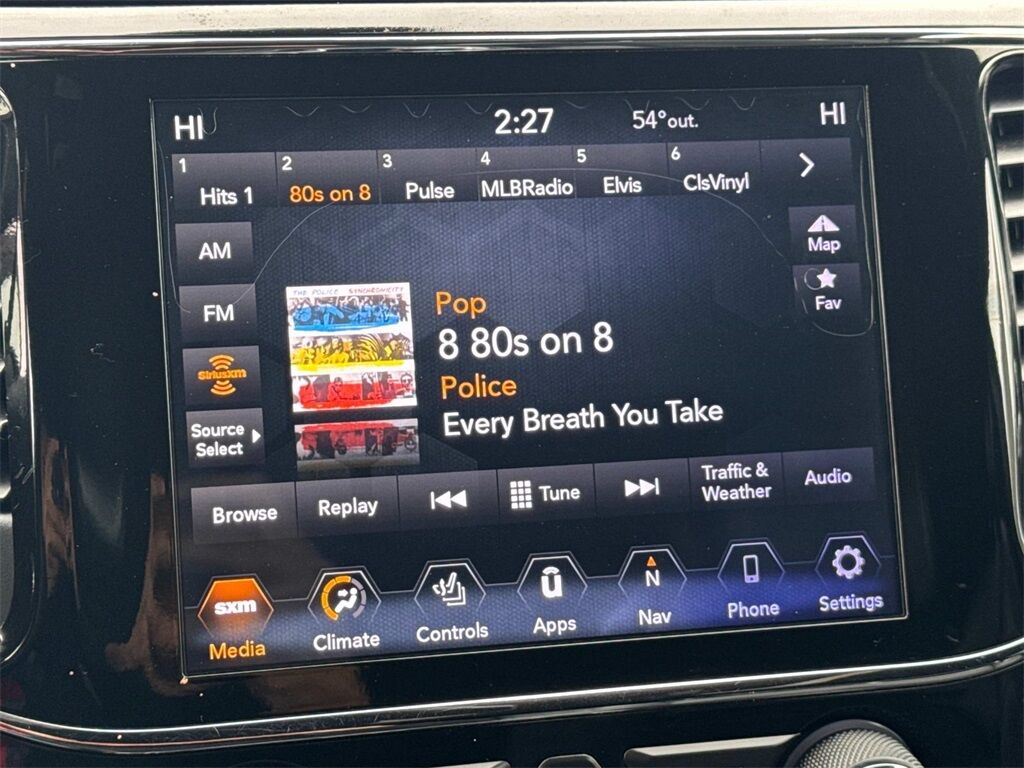 HI 2:27 54° out. HI
1 2 3 4 5 6
Hits 1 80s on 8 Pulse MLBRadio Elvis ClsVinyl
AM
Map
FM
Fav
THE POLICE SYNCHRONICITY
Pop
8 80s on 8
SiriusXM
Police
Every Breath You Take
Source
Select
Browse Replay Tune Traffic &
Weather Audio
sxm
N
Media Climate Controls Apps Nav Phone Settings